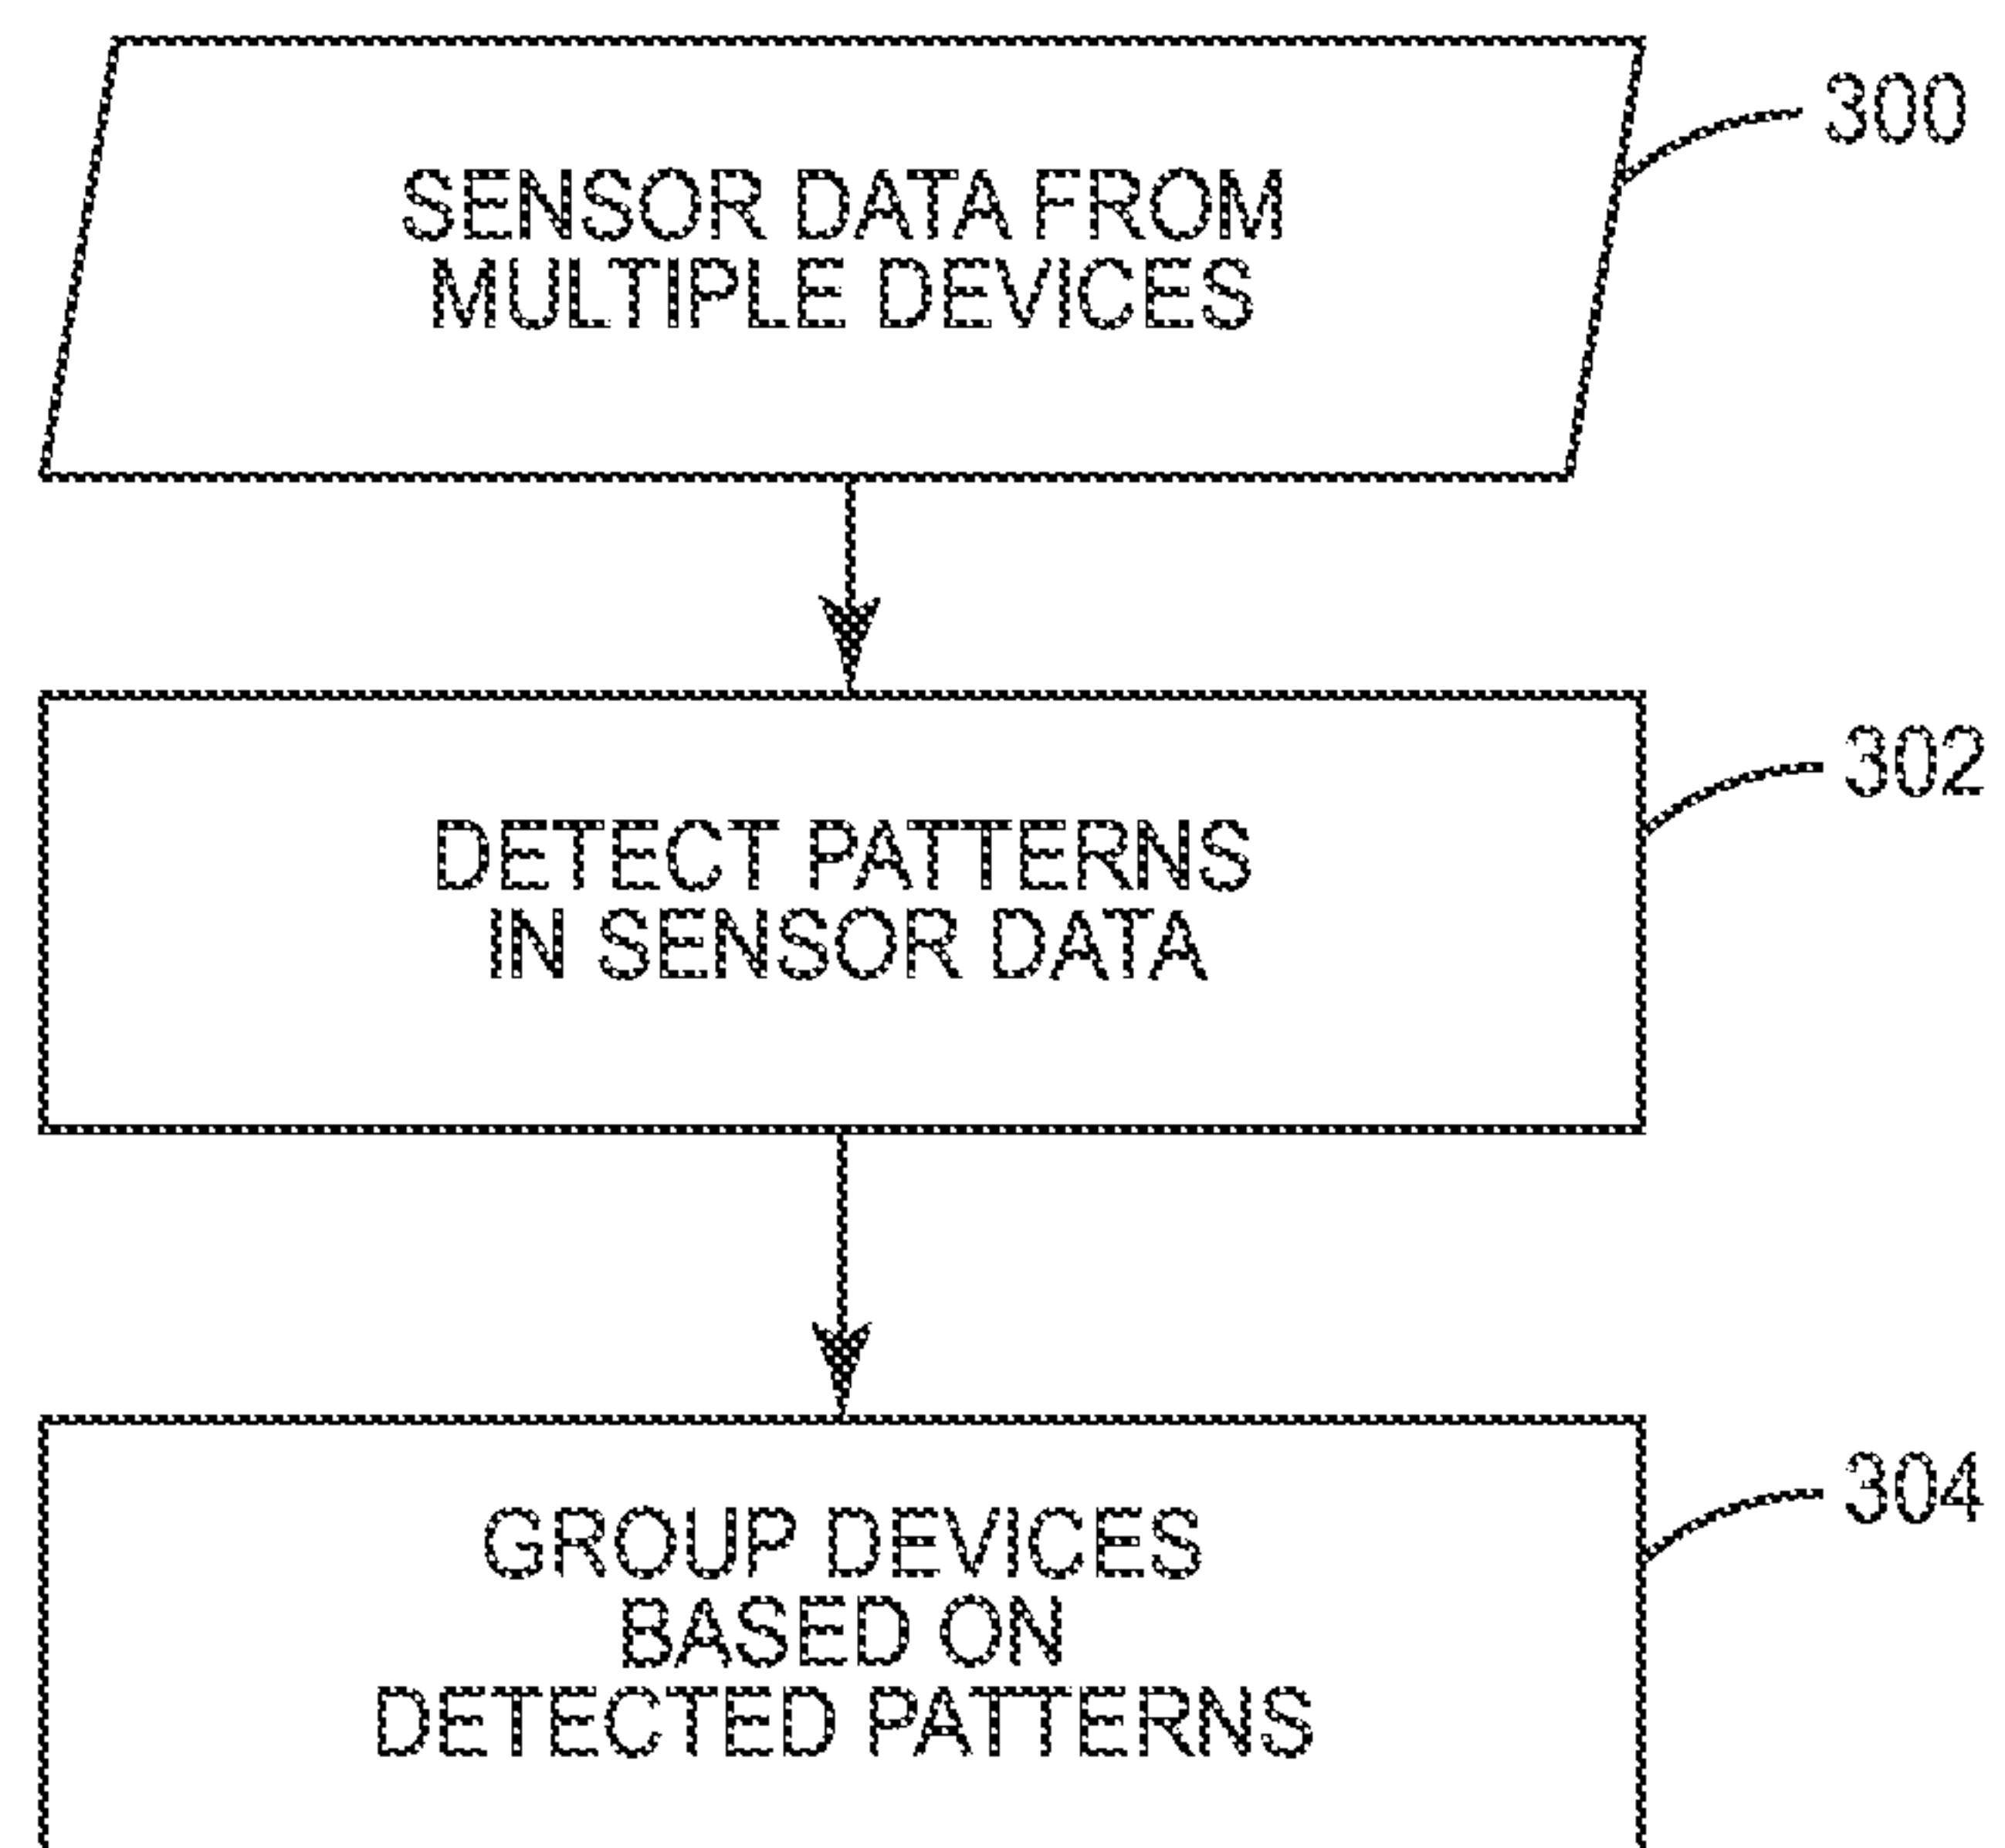 300
SENSOR DATA FROM
MULTIPLE DEVICES
302
DETECT PATTERNS
IN SENSOR DATA
304
GROUP DEVICES
BASED ON
DETECTED PATTERNS